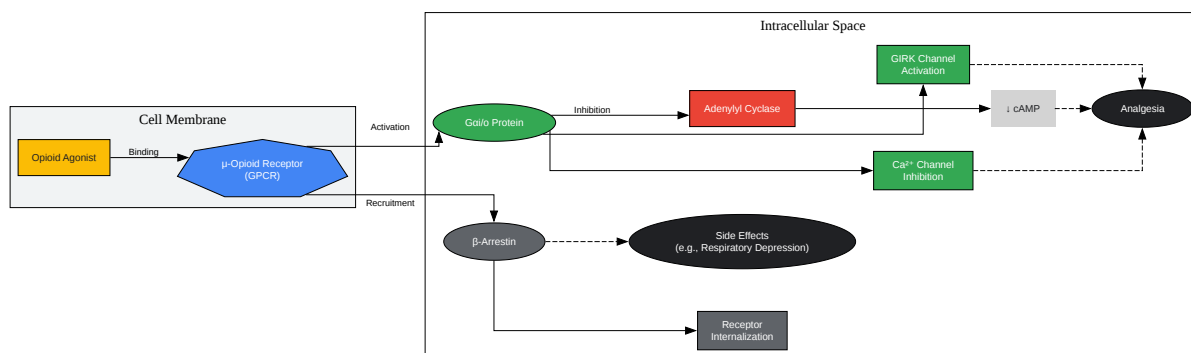 Intracellular Space
GIRK Channel
Activation
Cell Membrane
Opioid Agonist
Binding
μ-Opioid Receptor
(GPCR)
Activation
Recruitment
Gαi/o Protein
Inhibition
Adenylyl Cyclase
↓ cAMP
Analgesia
Ca²⁺ Channel
Inhibition
β-Arrestin
Side Effects
(e.g., Respiratory Depression)
Receptor
Internalization